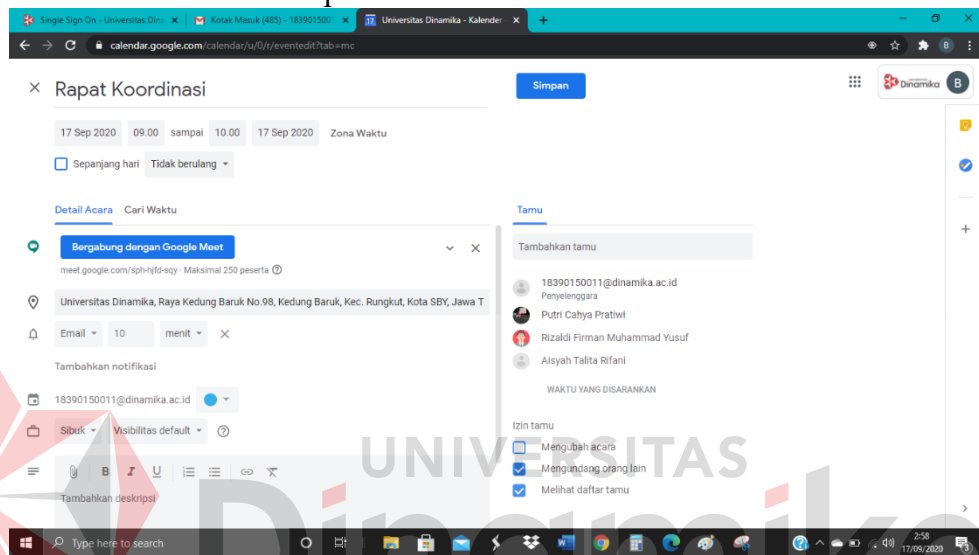 Single Sign On - Universitas Dina
Kotak Masuk (485) - 1839015001
Universitas Dinamika - Kalender
calendar.google.com/calendar/u/0/r/eventedit?tab=mc
B
Rapat Koordinasi
Simpan
UNIVERSITAS
Dinamika
B
17 Sep 2020 09.00 sampai 10.00 17 Sep 2020 Zona Waktu
Sepanjang hari Tidak berulang
Detail Acara Cari Waktu
Bergabung dengan Google Meet
meet.google.com/sph-hjfd-sqy · Maksimal 250 peserta
Universitas Dinamika, Raya Kedung Baruk No.98, Kedung Baruk, Kec. Rungkut, Kota SBY, Jawa T
Email 10 menit
Tambahkan notifikasi
18390150011@dinamika.ac.id
Sibuk Visibilitas default
B I U
Tambahkan deskripsi
Tamu
Tambahkan tamu
18390150011@dinamika.ac.id
Penyelenggara
Putri Cahya Pratiwi
Rizaldi Firman Muhammad Yusuf
Aisyah Talita Rifani
WAKTU YANG DISARANKAN
Izin tamu
Mengubah acara
Mengundang orang lain
Melihat daftar tamu
UNIVERSITAS
Dinamika
Type here to search
2:58
17/09/2020